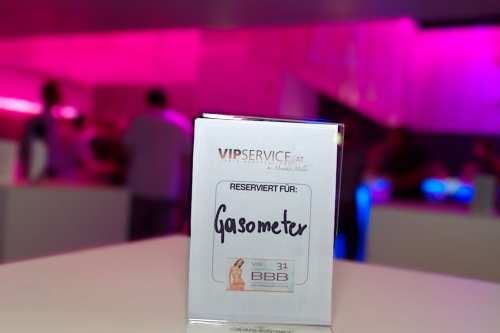 VIPSERVICE.AT
RESERVIERT FÜR:
Gasometer
31
BBB